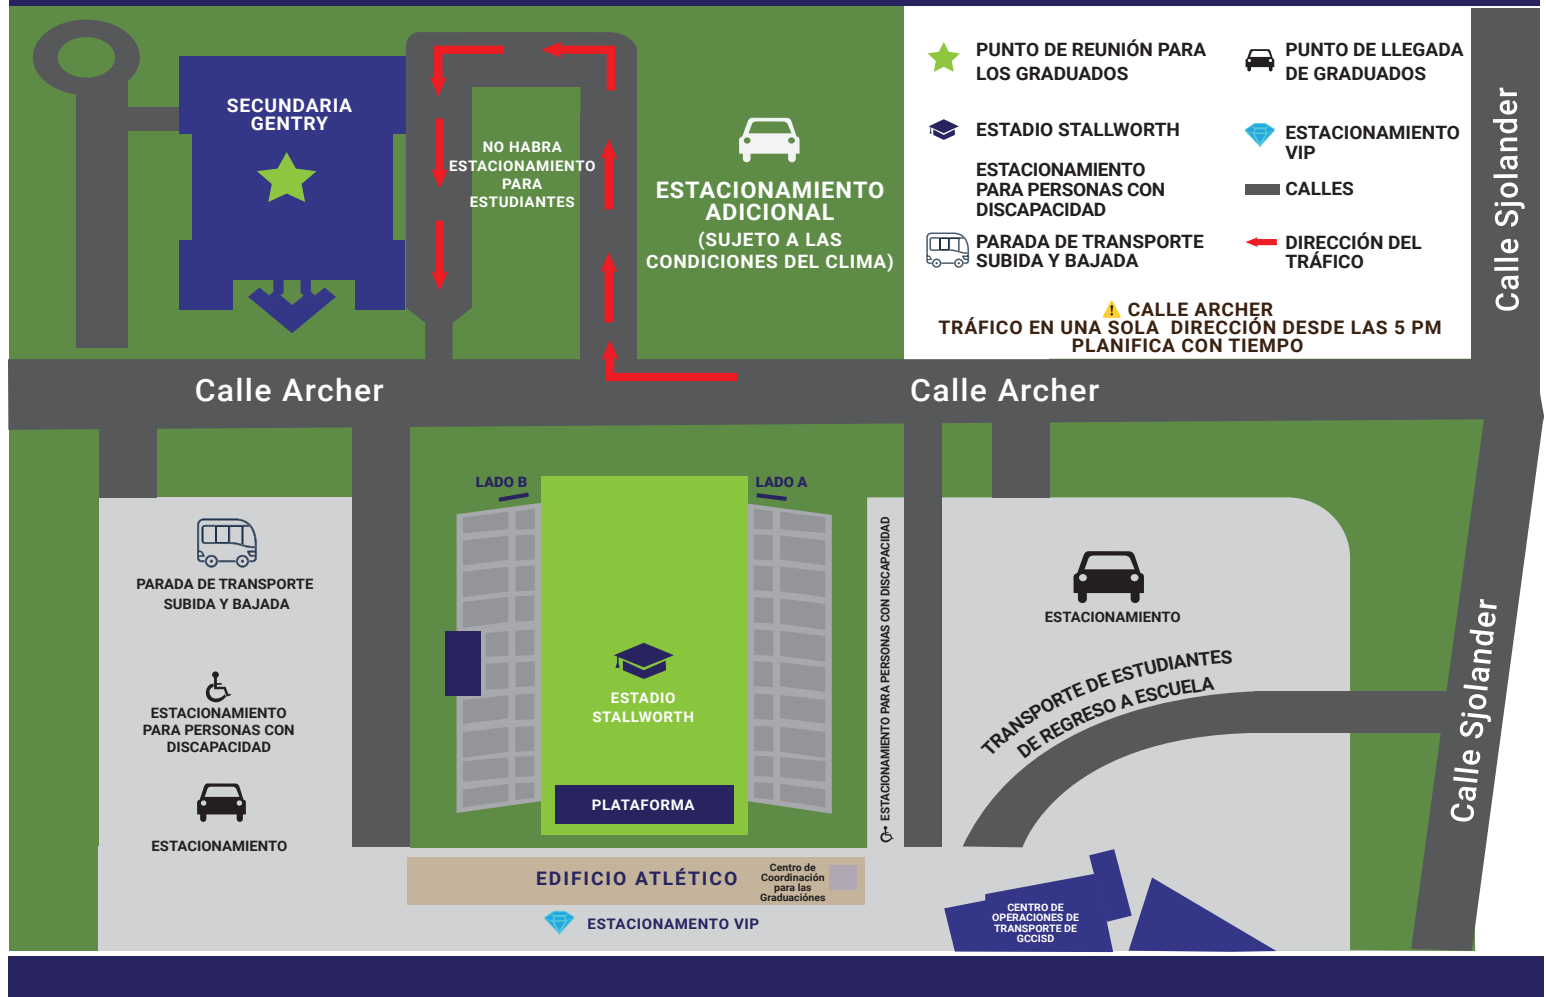 SECUNDARIA
GENTRY
NO HABRA
ESTACIONAMIENTO
PARA
ESTUDIANTES
ESTACIONAMIENTO
ADICIONAL
(SUJETO A LAS
CONDICIONES DEL CLIMA)
PUNTO DE REUNIÓN PARA
LOS GRADUADOS
PUNTO DE LLEGADA
DE GRADUADOS
ESTADIO STALLWORTH
ESTACIONAMIENTO
VIP
ESTACIONAMIENTO
PARA PERSONAS CON
DISCAPACIDAD
CALLES
PARADA DE TRANSPORTE
SUBIDA Y BAJADA
DIRECCIÓN DEL
TRÁFICO
CALLE ARCHER
TRÁFICO EN UNA SOLA DIRECCIÓN DESDE LAS 5 PM
PLANIFICA CON TIEMPO
Calle Sjolander
Calle Archer
Calle Archer
LADO B
LADO A
PARADA DE TRANSPORTE
SUBIDA Y BAJADA
ESTACIONAMIENTO
PARA PERSONAS CON
DISCAPACIDAD
ESTACIONAMIENTO
ESTADIO
STALLWORTH
PLATAFORMA
ESTACIONAMIENTO PARA PERSONAS CON DISCAPACIDAD
ESTACIONAMIENTO
TRANSPORTE DE ESTUDIANTES
DE REGRESO A ESCUELA
Calle Sjolander
EDIFICIO ATLÉTICO
Centro de
Coordinación
para las
Graduaciónes
ESTACIONAMENTO VIP
CENTRO DE
OPERACIONES DE
TRANSPORTE DE
GCCISD